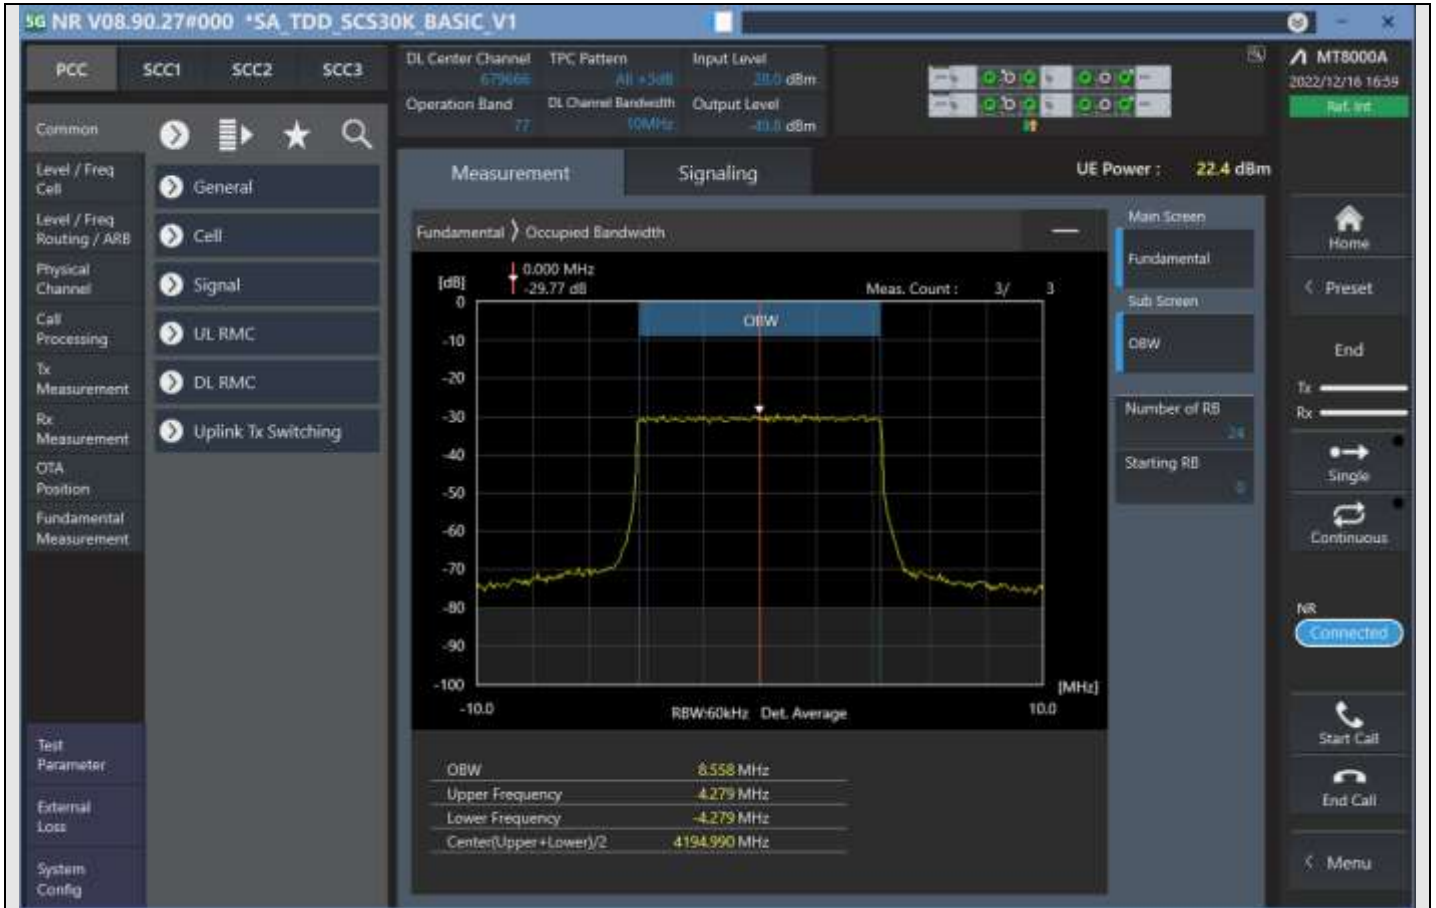 5G NR V08.90.27#000 *SA_TDD_SCS30K_BASIC_V1
PCC SCC1 SCC2 SCC3
DL Center Channel TPC Pattern Input Level
679666 All +3dB 28.0 dBm
Operation Band DL Channel Bandwidth Output Level
77 10MHz dBm
MT8000A
2022/12/16 16:59
Ref. Int
Common
Level / Freq
Cell
Level / Freq
Routing / ARB
Physical
Channel
Call
Processing
Tx
Measurement
Rx
Measurement
OTA
Position
Fundamental
Measurement
Test
Parameter
External
Loss
System
Config
General
Cell
Signal
UL RMC
DL RMC
Uplink Tx Switching
Measurement Signaling
UE Power : 22.4 dBm
Fundamental Occupied Bandwidth
[dB]
0.000 MHz
-29.77 dB
Meas. Count : 3/ 3
OBW
0
-10
-20
-30
-40
-50
-60
-70
-80
-90
-100
[MHz]
-10.0 RBW:60kHz Det. Average 10.0
OBW 8.558 MHz
Upper Frequency 4.279 MHz
Lower Frequency -4.279 MHz
Center(Upper+Lower)/2 4194.990 MHz
Main Screen
Fundamental
Sub Screen
OBW
Number of RB
24
Starting RB
0
Home
Preset
End
Tx
Rx
Single
Continuous
NR
Connected
Start Call
End Call
Menu